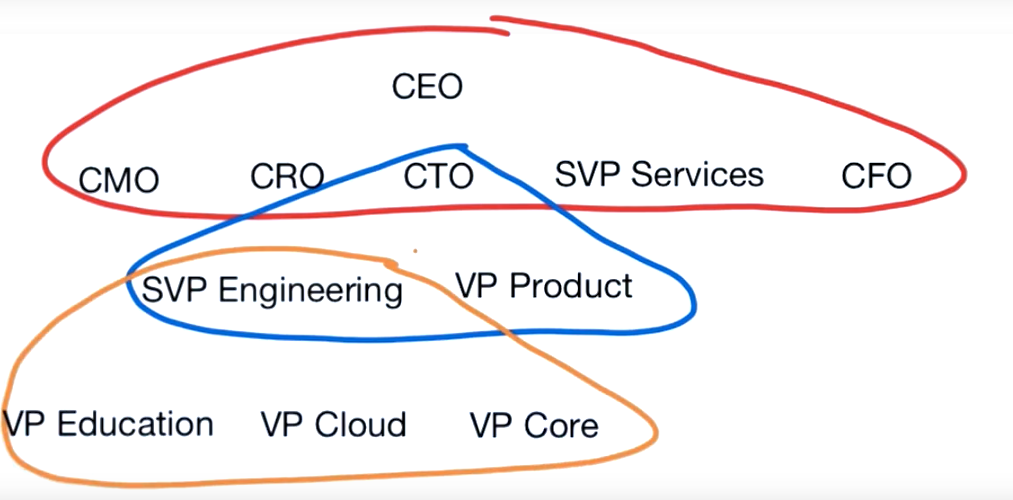 CEO
CMO CRO CTO SVP Services CFO
SVP Engineering VP Product
VP Education VP Cloud VP Core